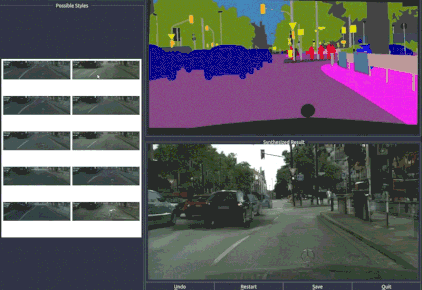 Possible Styles
Synthesized Result
Undo
Restart
Save
Quit